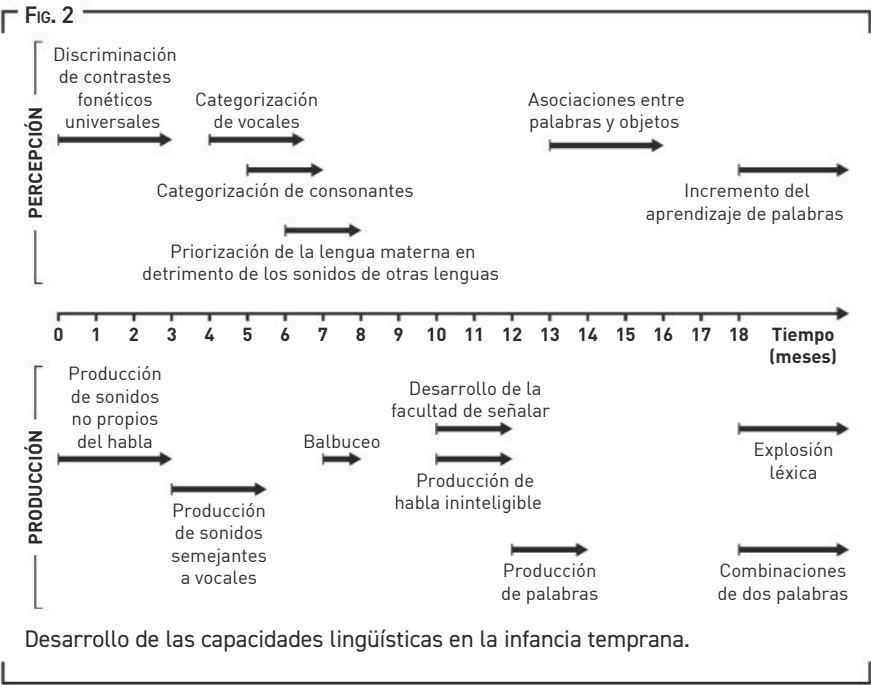 FIG. 2
PERCEPCIÓN
Discriminación
de contrastes
fonéticos
universales
Categorización
de vocales
Asociaciones entre
palabras y objetos
Categorización de consonantes
Incremento del
aprendizaje de palabras
Priorización de la lengua materna en
detrimento de los sonidos de otras lenguas
0 1 2 3 4 5 6 7 8 9 10 11 12 13 14 15 16 17 18 Tiempo
(meses)
PRODUCCIÓN
Producción
de sonidos
no propios
del habla
Desarrollo de la
facultad de señalar
Balbuceo
Explosión
léxica
Producción de
habla ininteligible
Producción
de sonidos
semejantes
a vocales
Producción
de palabras
Combinaciones
de dos palabras
Desarrollo de las capacidades lingüísticas en la infancia temprana.